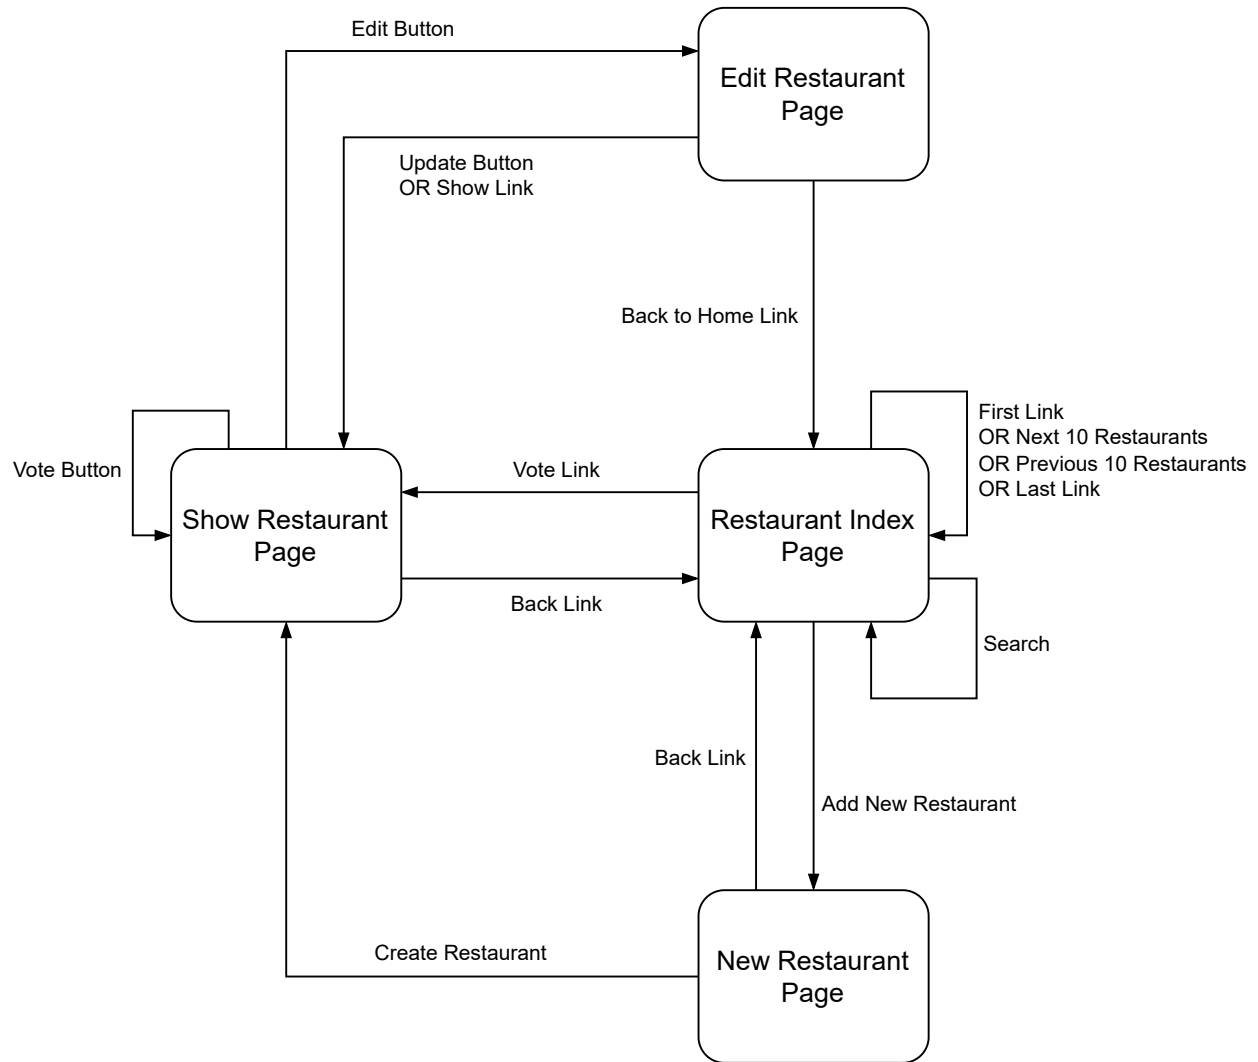 Edit Button
Edit Restaurant
Page
Update Button
OR Show Link
Back to Home Link
First Link
OR Next 10 Restaurants
OR Previous 10 Restaurants
OR Last Link
Vote Button
Vote Link
Show Restaurant
Page
Restaurant Index
Page
Back Link
Search
Back Link
Add New Restaurant
Create Restaurant
New Restaurant
Page